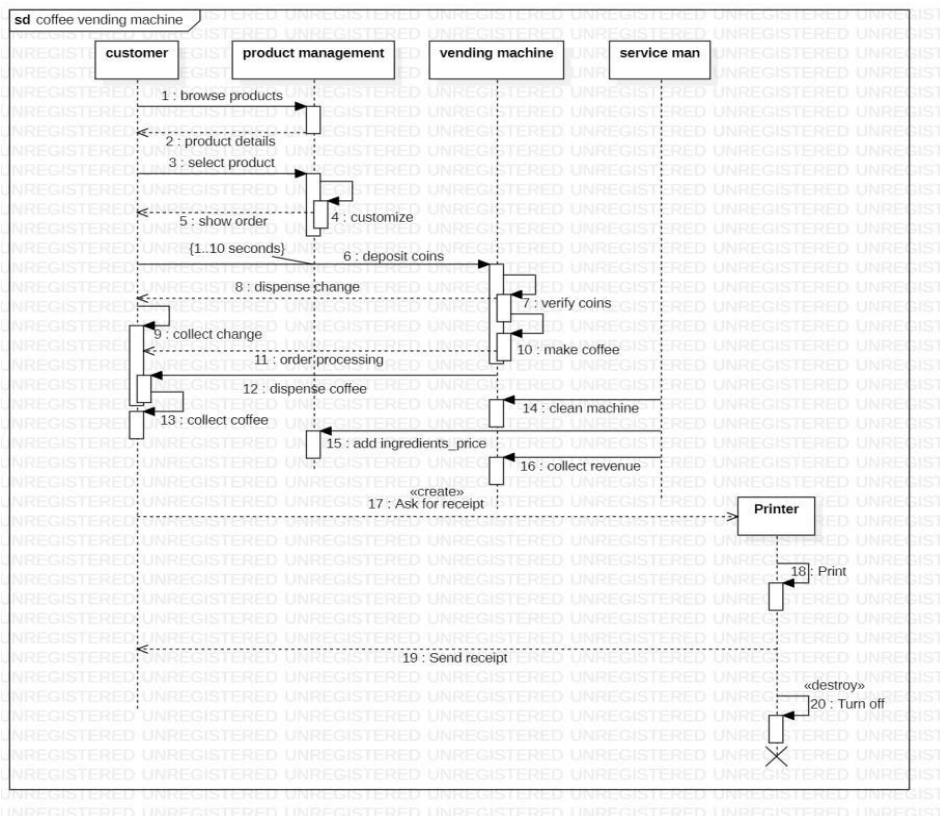 sd coffee vending machine
customer
product management
vending machine
service man
1 : browse products
2 : product details
3 : select product
4 : customize
5 : show order
{1..10 seconds}
6 : deposit coins
8 : dispense change
7 : verify coins
9 : collect change
10 : make coffee
11 : order processing
12 : dispense coffee
14 : clean machine
13 : collect coffee
15 : add ingredients_price
16 : collect revenue
«create»
17 : Ask for receipt
Printer
18 : Print
19 : Send receipt
«destroy»
20 : Turn off
UNREGISTERED